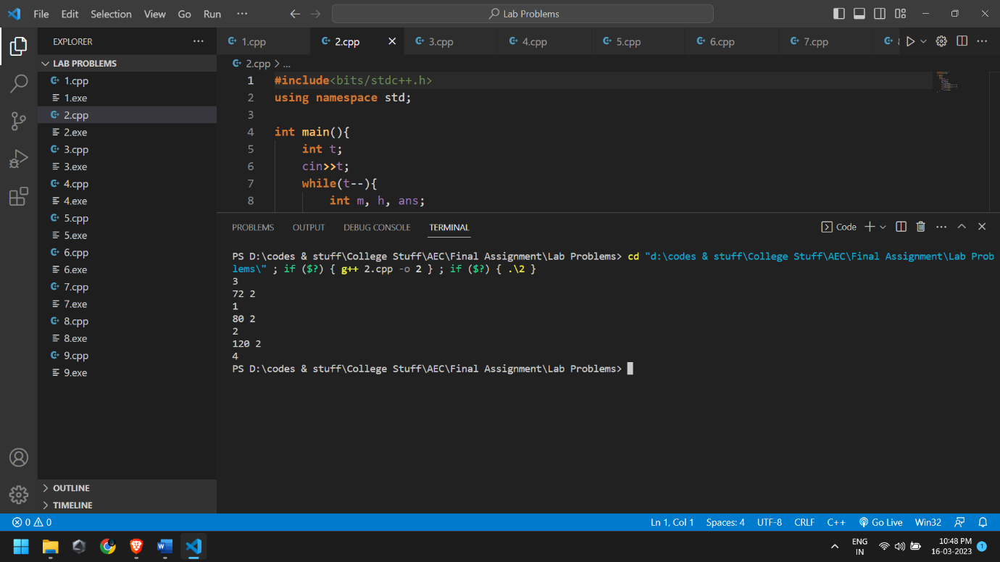 File Edit Selection View Go Run ··· Lab Problems
EXPLORER ···
LAB PROBLEMS
1.cpp
1.exe
2.cpp
2.exe
3.cpp
3.exe
4.cpp
4.exe
5.cpp
5.exe
6.cpp
6.exe
7.cpp
7.exe
8.cpp
8.exe
9.cpp
9.exe
OUTLINE
TIMELINE
1.cpp 2.cpp 3.cpp 4.cpp 5.cpp 6.cpp 7.cpp
2.cpp > ...
1 #include<bits/stdc++.h>
2 using namespace std;
3
4 int main(){
5 int t;
6 cin>>t;
7 while(t--){
8 int m, h, ans;
PROBLEMS OUTPUT DEBUG CONSOLE TERMINAL Code
PS D:\codes & stuff\College Stuff\AEC\Final Assignment\Lab Problems> cd "d:\codes & stuff\College Stuff\AEC\Final Assignment\Lab Prob
lems\" ; if ($?) { g++ 2.cpp -o 2 } ; if ($?) { .\2 }
3
72 2
1
80 2
2
120 2
4
PS D:\codes & stuff\College Stuff\AEC\Final Assignment\Lab Problems>
0 0 Ln 1, Col 1 Spaces: 4 UTF-8 CRLF C++ Go Live Win32
ENG
IN
10:48 PM
16-03-2023
1